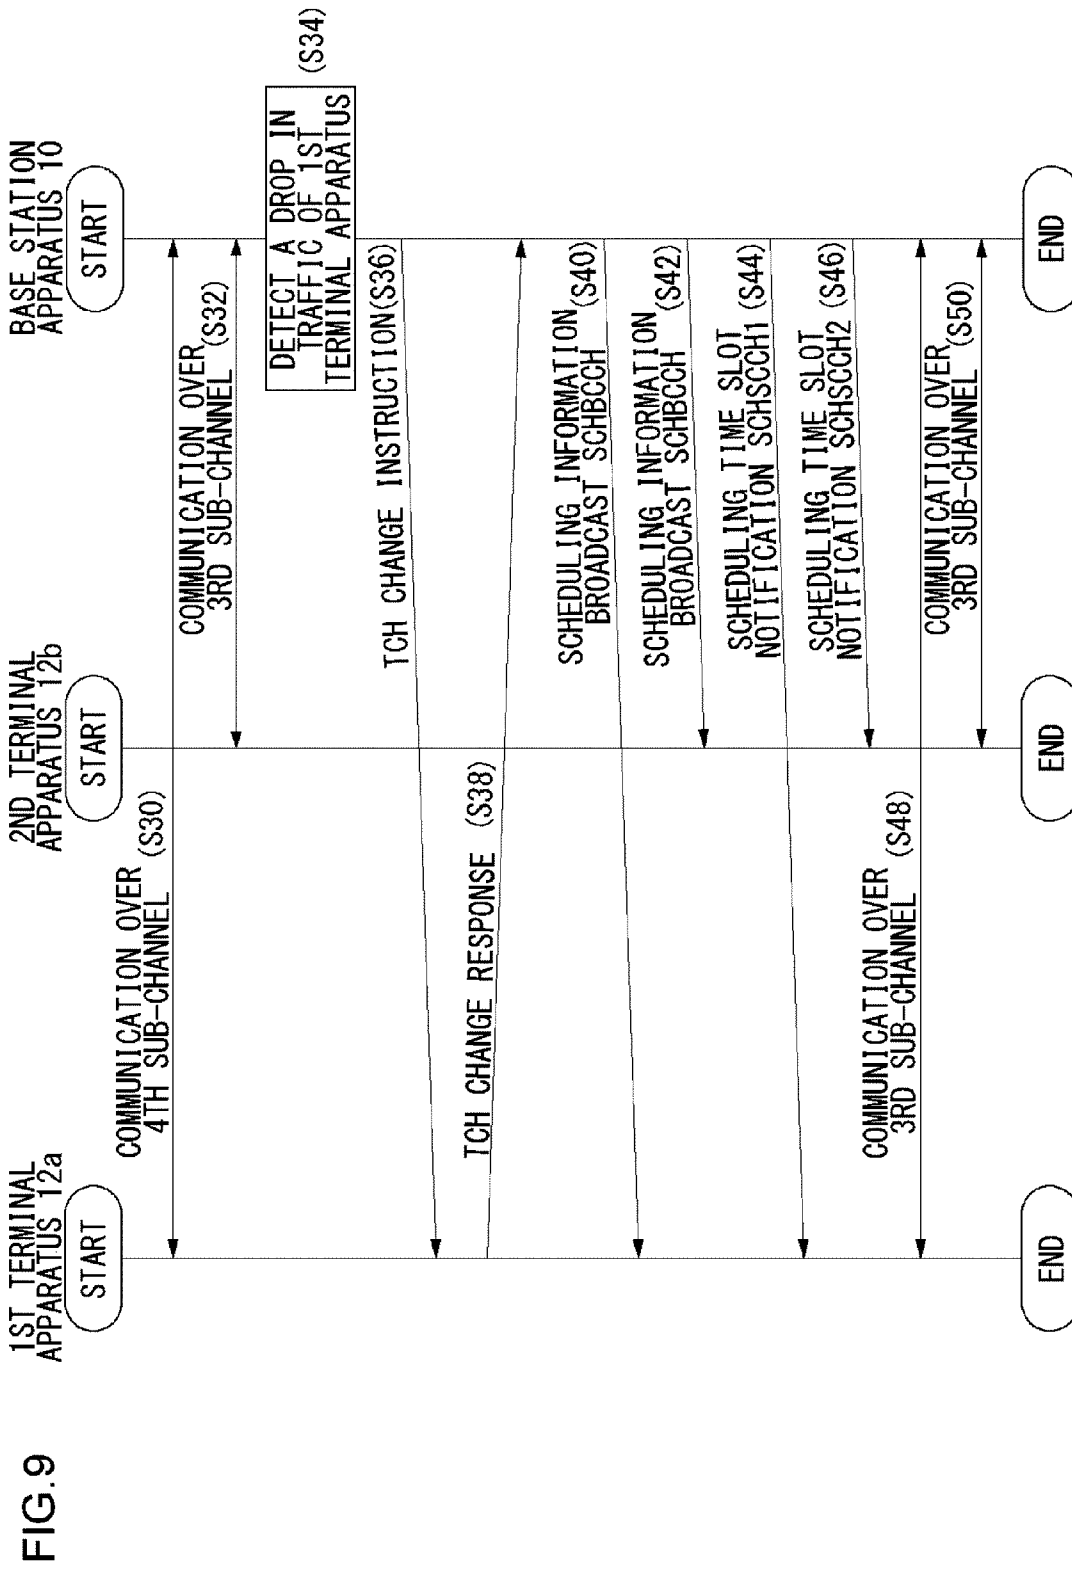 FIG.9
1ST TERMINAL
APPARATUS 12a
2ND TERMINAL
APPARATUS 12b
BASE STATION
APPARATUS 10
START
START
START
COMMUNICATION OVER
4TH SUB-CHANNEL (S30)
COMMUNICATION OVER
3RD SUB-CHANNEL (S32)
DETECT A DROP IN
TRAFFIC OF 1ST
TERMINAL APPARATUS
(S34)
TCH CHANGE INSTRUCTION(S36)
TCH CHANGE RESPONSE (S38)
SCHEDULING INFORMATION
BROADCAST SCHBCCH (S40)
SCHEDULING INFORMATION
BROADCAST SCHBCCH (S42)
SCHEDULING TIME SLOT
NOTIFICATION SCHSCCH1 (S44)
SCHEDULING TIME SLOT
NOTIFICATION SCHSCCH2 (S46)
COMMUNICATION OVER
3RD SUB-CHANNEL (S48)
COMMUNICATION OVER
3RD SUB-CHANNEL (S50)
END
END
END